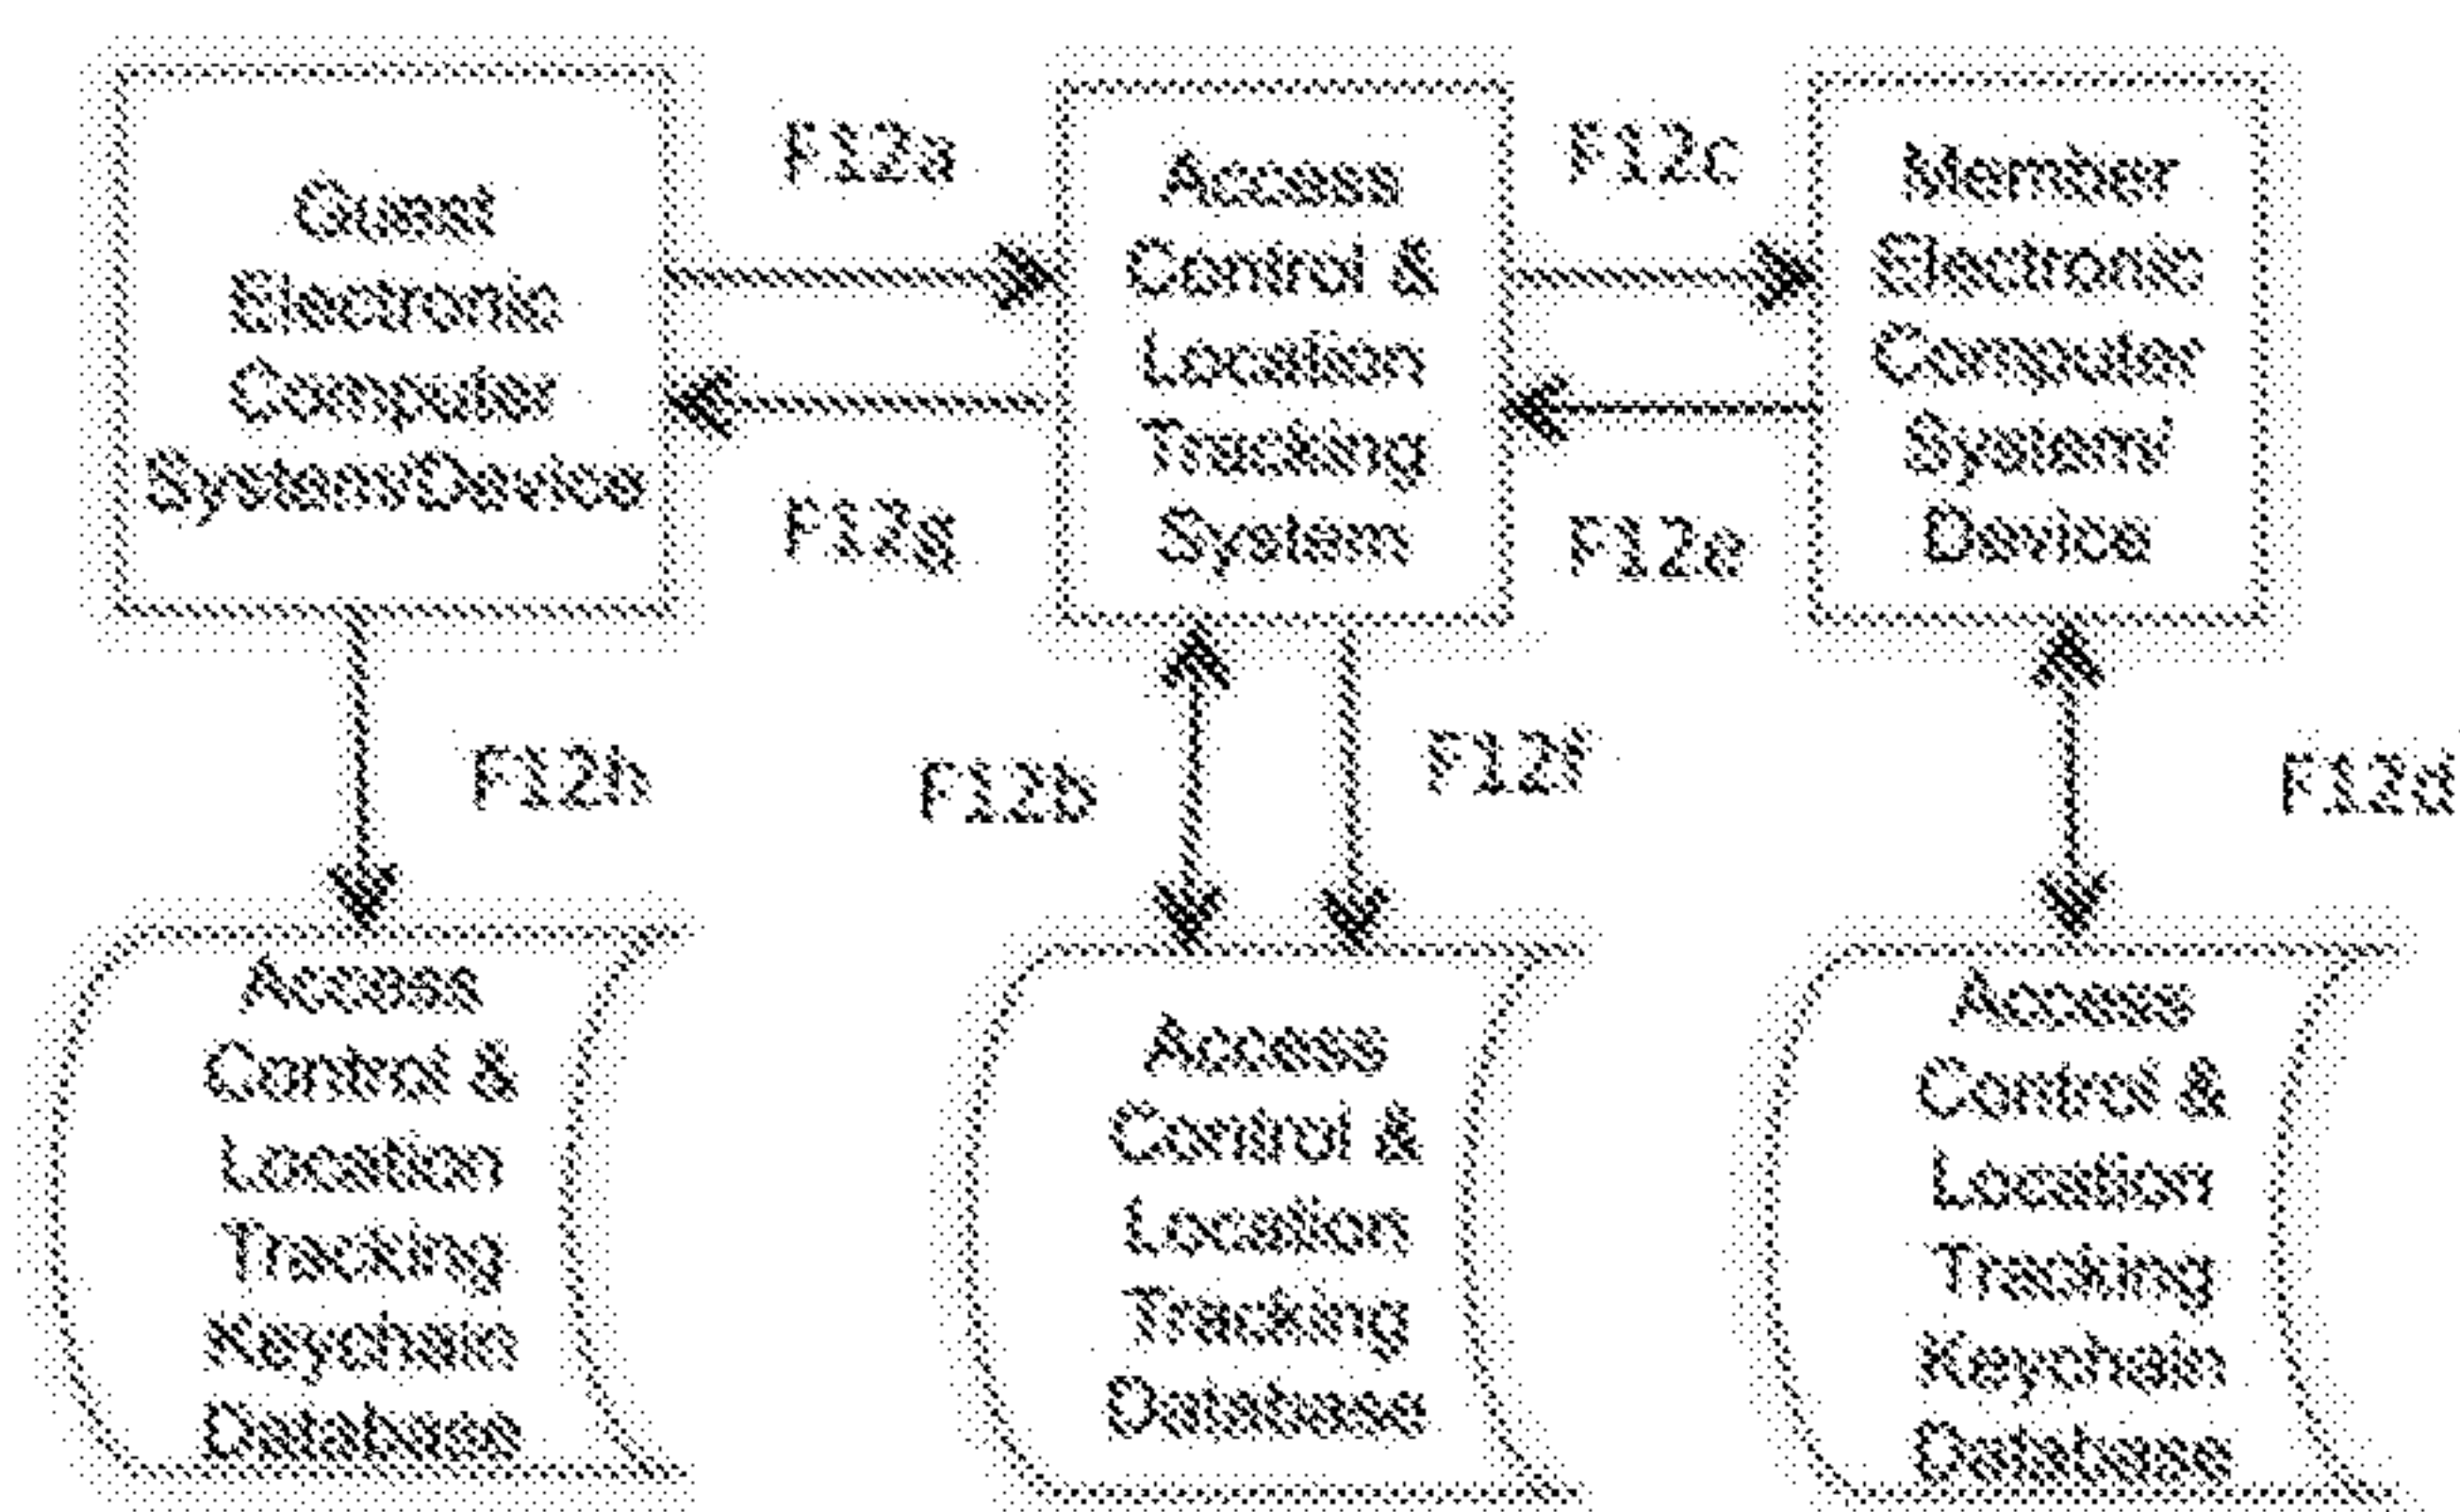 Guest
Electronic
Computer
System/Device
F12a
Access
Control &
Location
Tracking
System
F12c
Member
Electronic
Computer
System/
Device
F12g
F12e
F12h
F12b
F12f
F12d
Access
Control &
Location
Tracking
Keychain
Database
Access
Control &
Location
Tracking
Database
Access
Control &
Location
Tracking
Keychain
Database